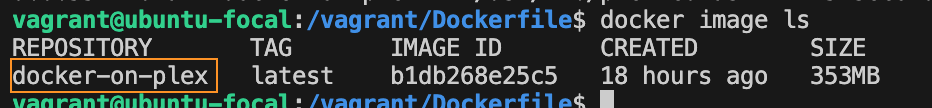 vagrant@ubuntu-focal:/vagrant/Dockerfile$ docker image ls
REPOSITORY TAG IMAGE ID CREATED SIZE
docker-on-plex latest b1db268e25c5 18 hours ago 353MB
vagrant@ubuntu-focal:/vagrant/Dockerfile$